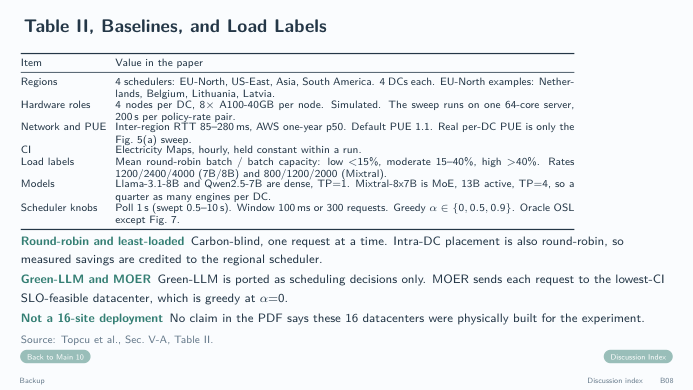 Table II, Baselines, and Load Labels
Item Value in the paper
Regions 4 schedulers: EU-North, US-East, Asia, South America. 4 DCs each. EU-North examples: Nether-
lands, Belgium, Lithuania, Latvia.
Hardware roles 4 nodes per DC, 8× A100-40GB per node. Simulated. The sweep runs on one 64-core server,
200 s per policy-rate pair.
Network and PUE Inter-region RTT 85–280 ms, AWS one-year p50. Default PUE 1.1. Real per-DC PUE is only the
Fig. 5(a) sweep.
CI Electricity Maps, hourly, held constant within a run.
Load labels Mean round-robin batch / batch capacity: low <15%, moderate 15–40%, high >40%. Rates
1200/2400/4000 (7B/8B) and 800/1200/2000 (Mixtral).
Models Llama-3.1-8B and Qwen2.5-7B are dense, TP=1. Mixtral-8x7B is MoE, 13B active, TP=4, so a
quarter as many engines per DC.
Scheduler knobs Poll 1 s (swept 0.5–10 s). Window 100 ms or 300 requests. Greedy α ∈ {0, 0.5, 0.9}. Oracle OSL
except Fig. 7.
Round-robin and least-loaded Carbon-blind, one request at a time. Intra-DC placement is also round-robin, so
measured savings are credited to the regional scheduler.
Green-LLM and MOER Green-LLM is ported as scheduling decisions only. MOER sends each request to the lowest-CI
SLO-feasible datacenter, which is greedy at α=0.
Not a 16-site deployment No claim in the PDF says these 16 datacenters were physically built for the experiment.
Source: Topcu et al., Sec. V-A, Table II.
Back to Main 10 Discussion Index
Backup Discussion index B08